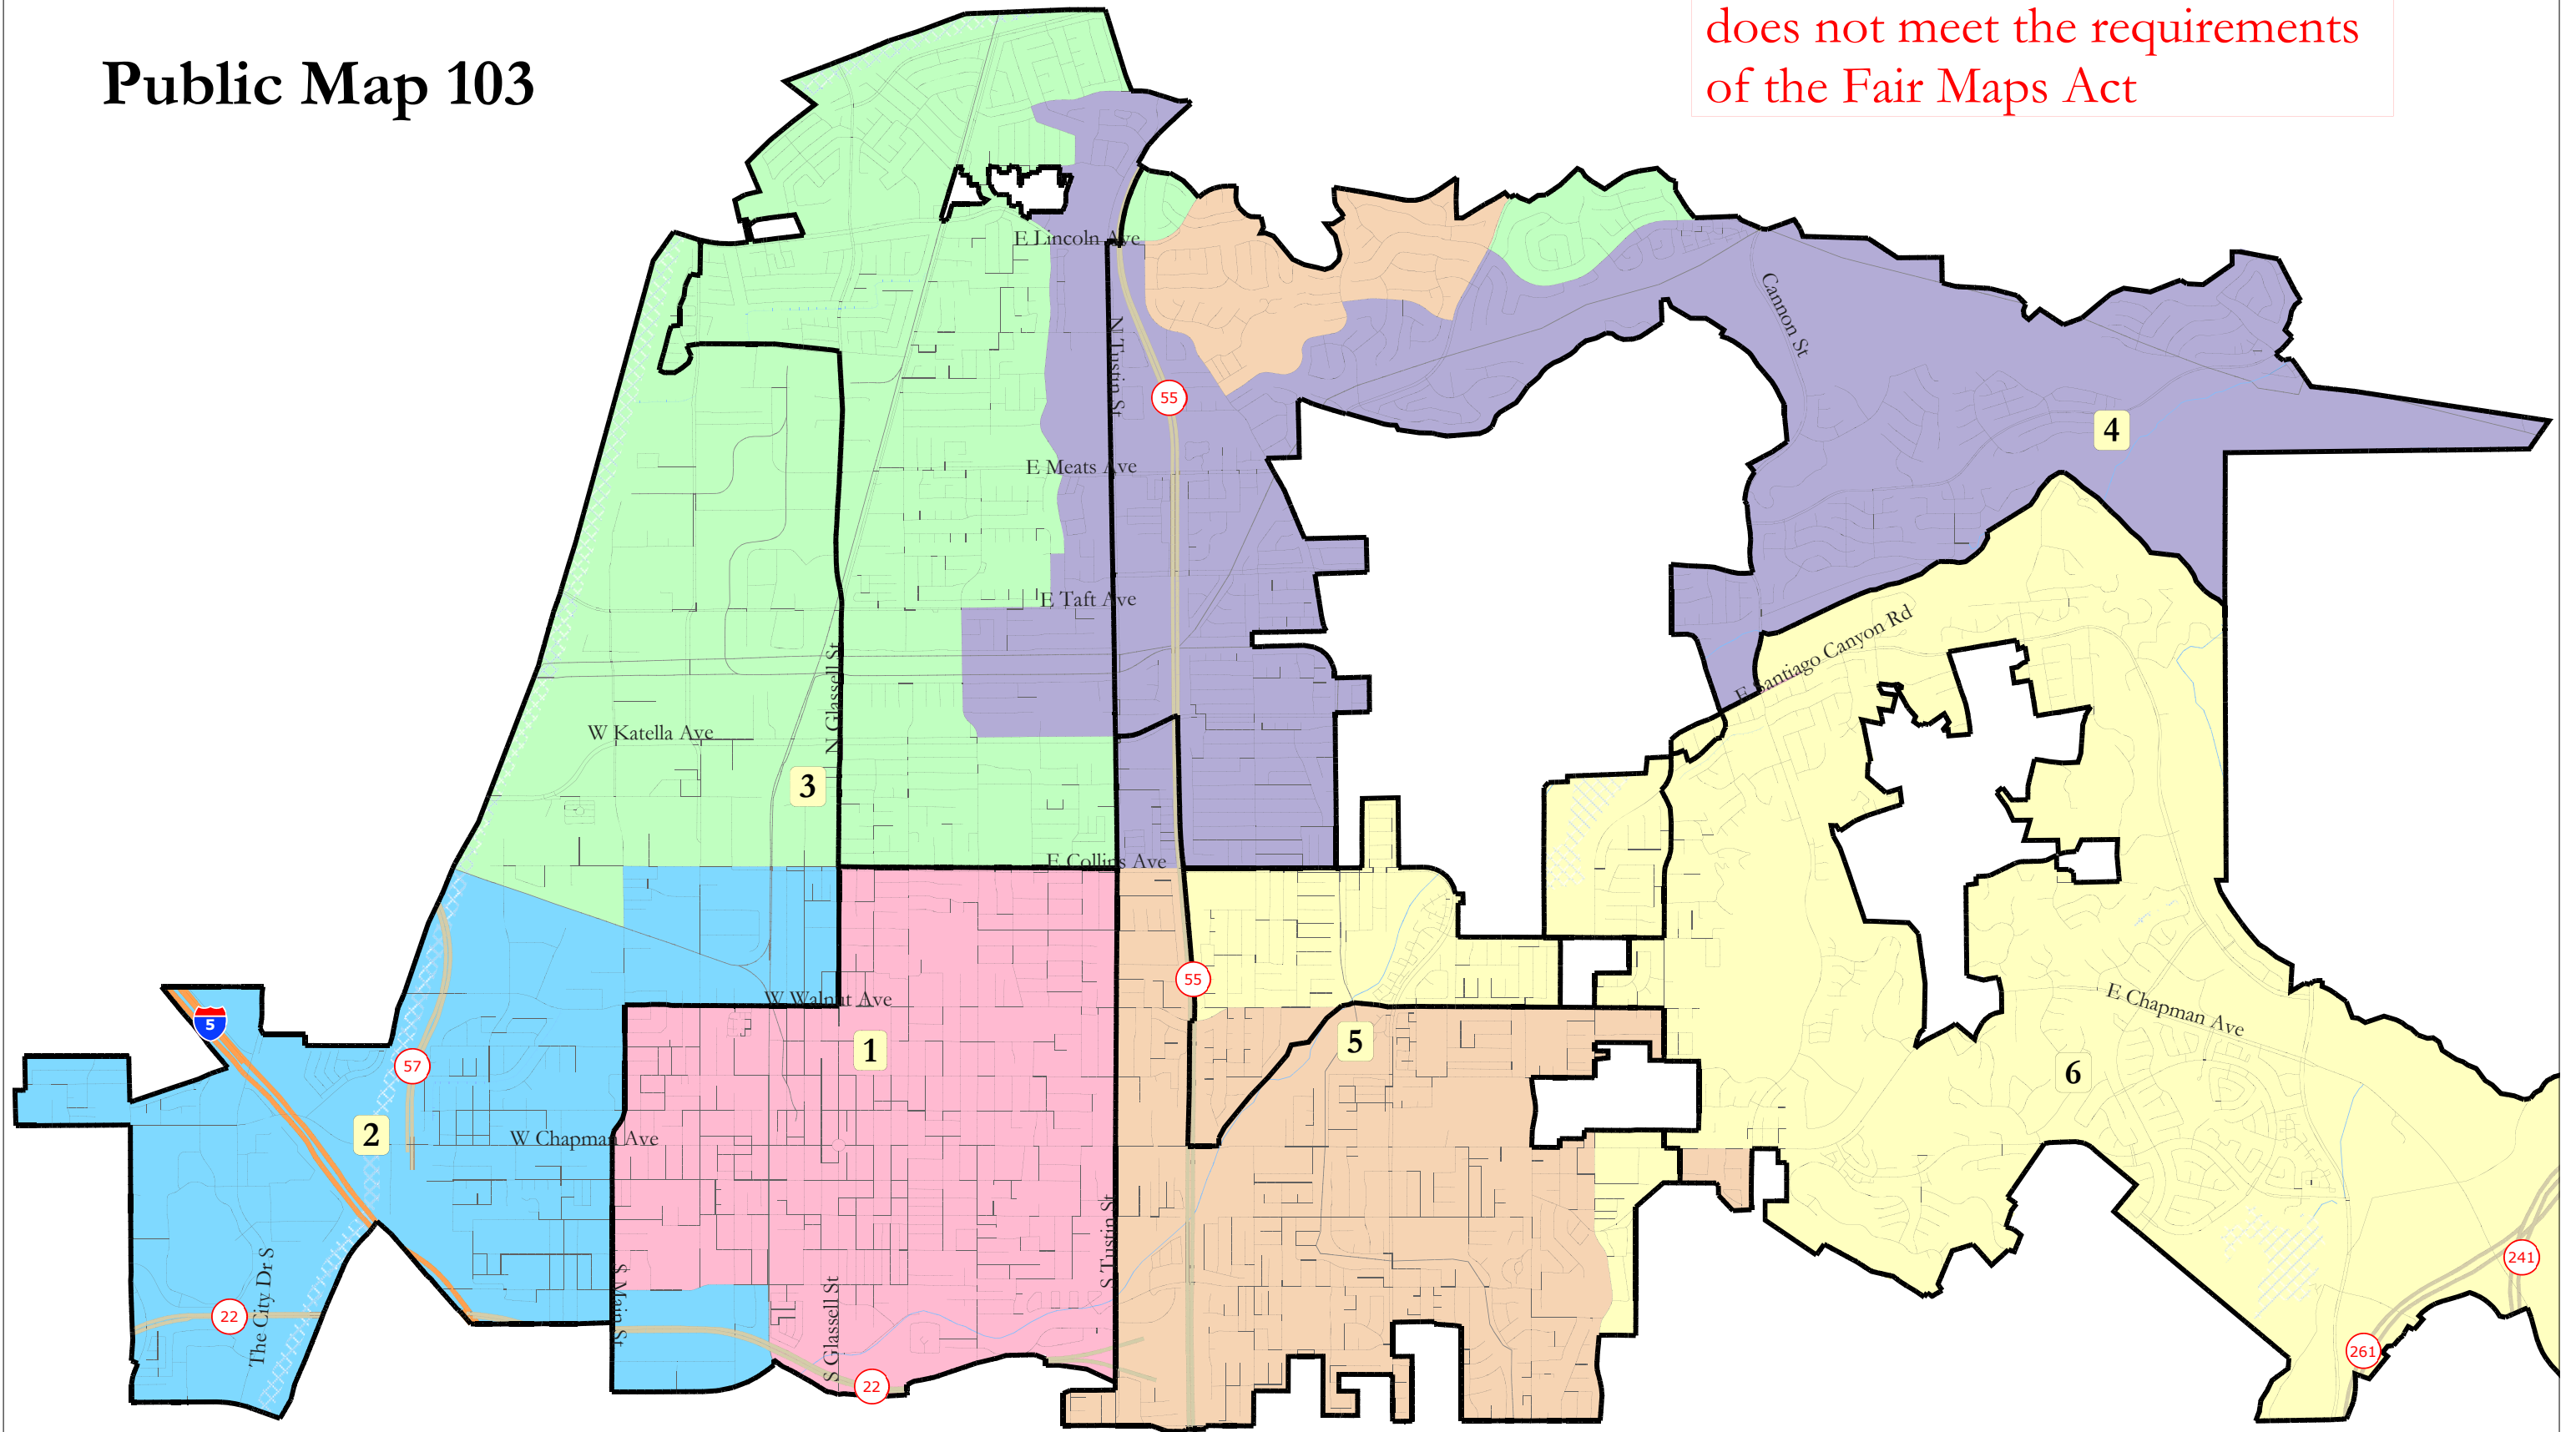 does not meet the requirements
of the Fair Maps Act
Public Map 103
E Lincoln Ave
N Tustin St
55
Cannon St
4
E Meats Ave
E Taft Ave
E Santiago Canyon Rd
N Glassell St
W Katella Ave
3
E Collins Ave
55
W Walnut Ave
5
1
5
E Chapman Ave
57
6
2
W Chapman Ave
S Tustin St
The City Dr S
S Main St
S Glassell St
22
241
261
22